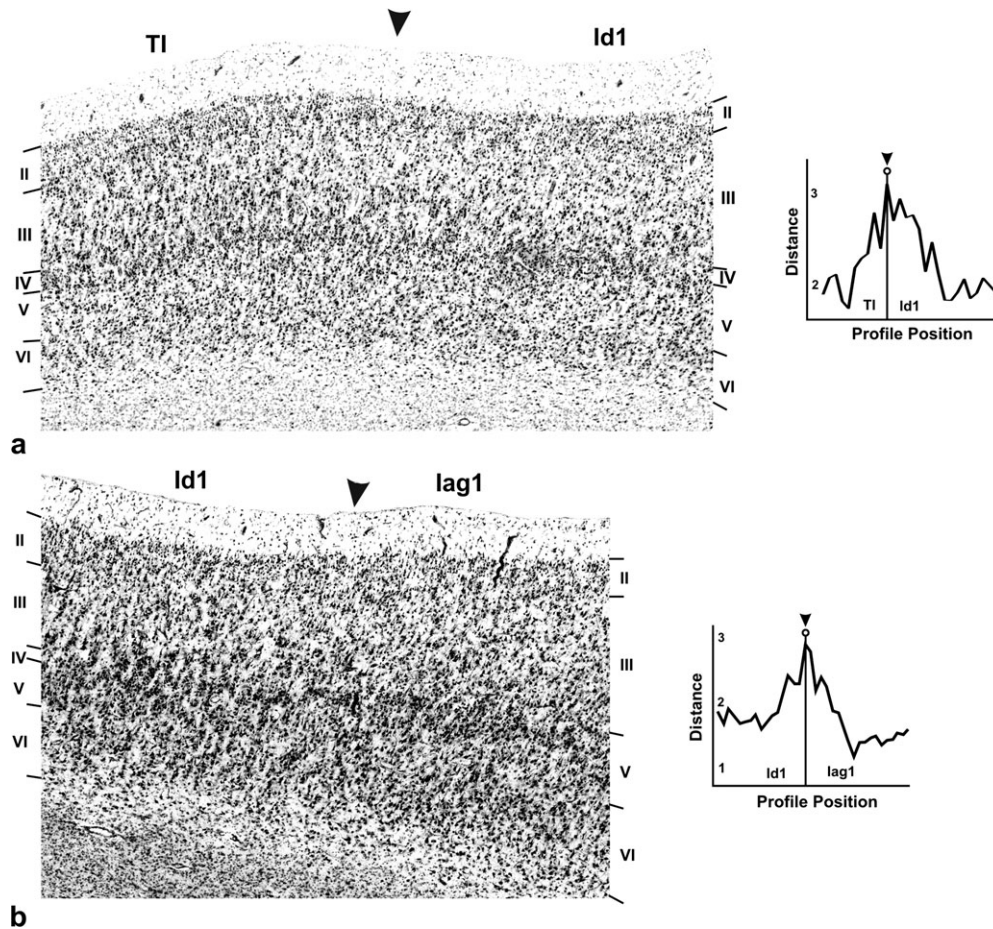 TI
Id1
II
III
IV
V
VI
II
III
IV
V
VI
a
3
2
Distance
TI
Id1
Profile Position
Id1
Iag1
II
III
IV
V
VI
II
III
V
VI
b
3
2
1
Distance
Id1
Iag1
Profile Position